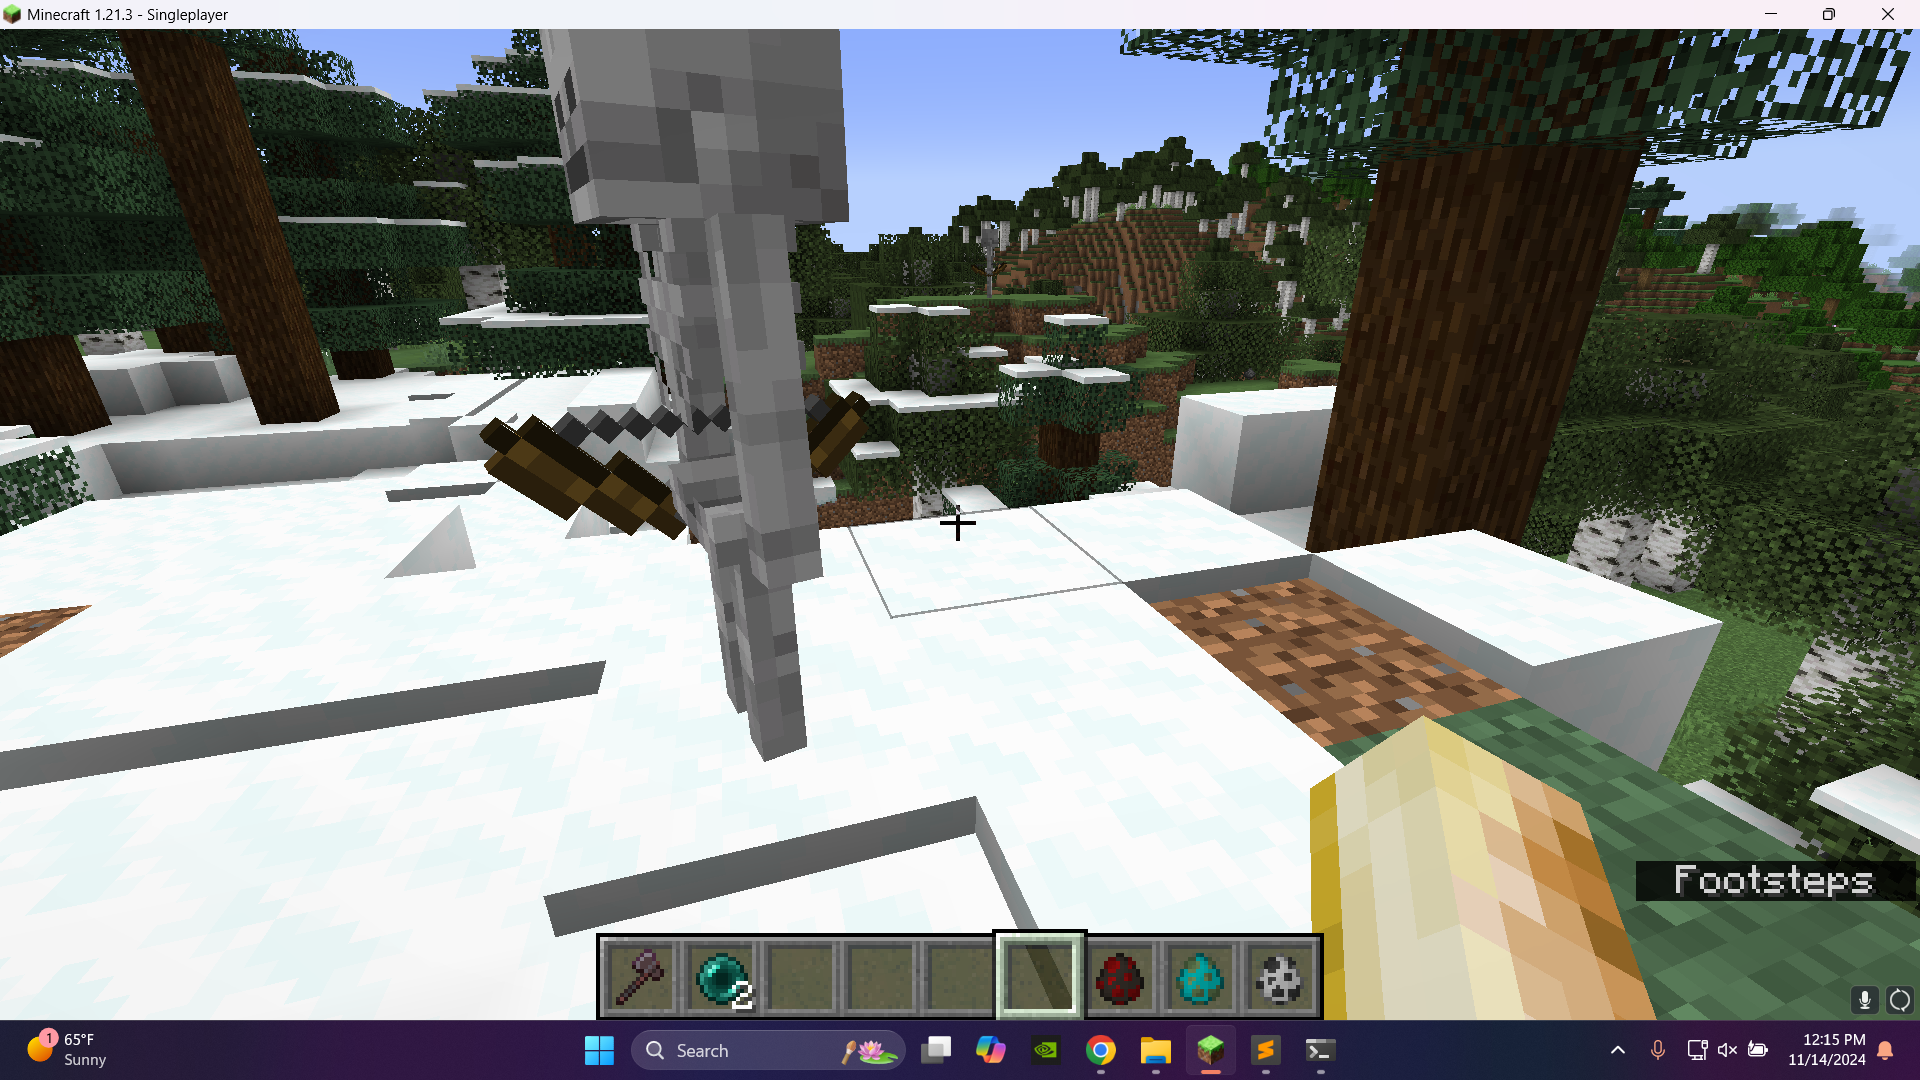 Minecraft 1.21.3 - Singleplayer
Footsteps
2
1
65°F
Sunny
Search
12:15 PM
11/14/2024